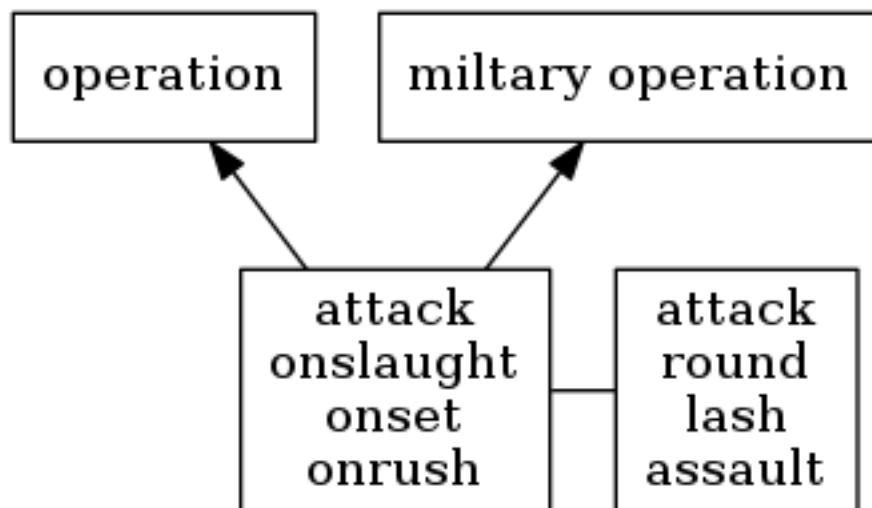 operation
miltary operation
attack
onslaught
onset
onrush
attack
round
lash
assault